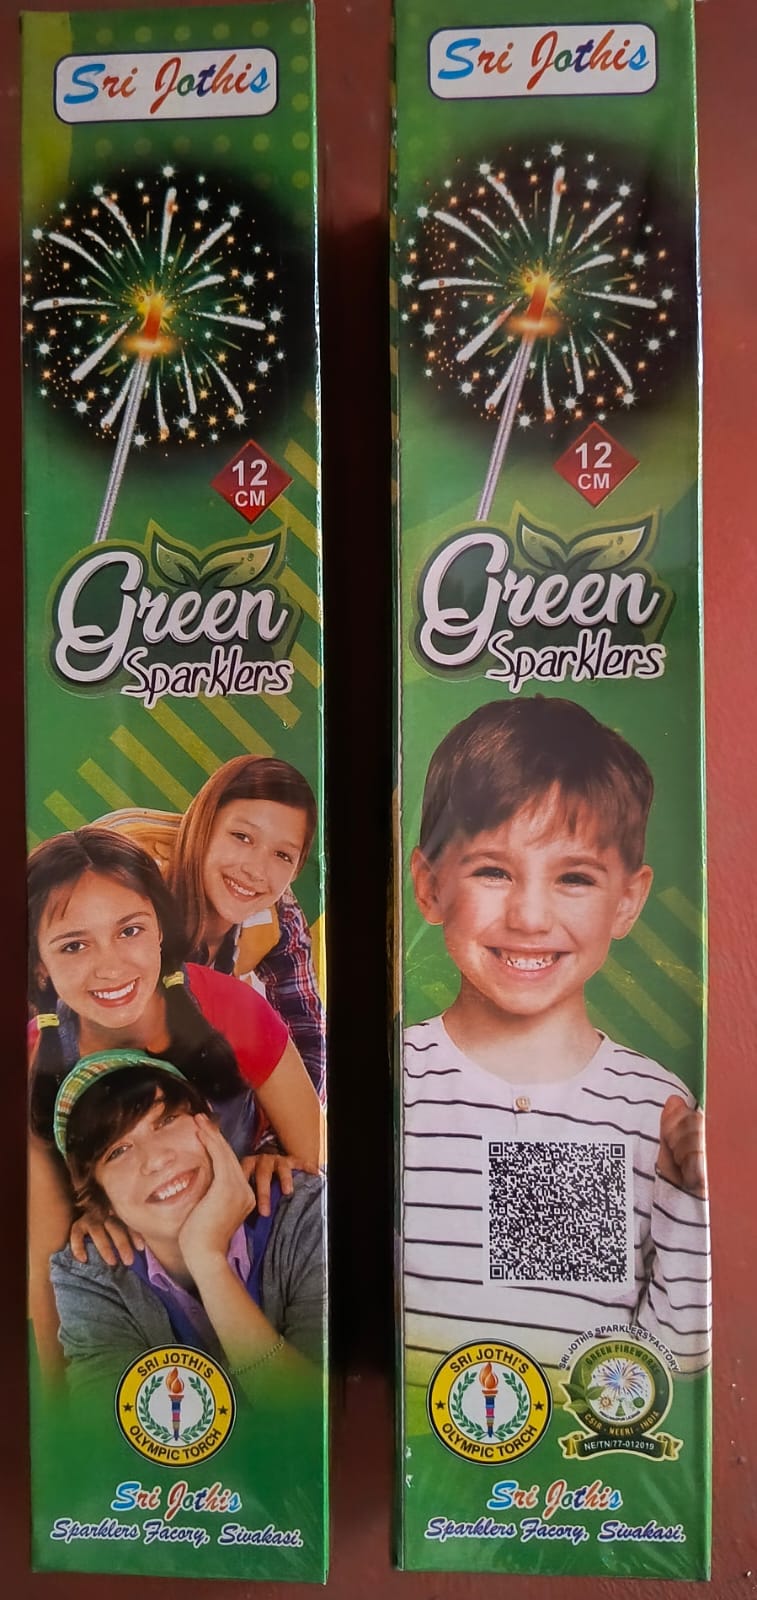 Sri Jothis
12
CM
Green
Sparklers
SRI JOTHI'S
OLYMPIC TORCH
Sri Jothis
Sparklers Facory, Sivakasi.
Sri Jothis
12
CM
Green
Sparklers
SRI JOTHI'S
OLYMPIC TORCH
SRI JOTHIS SPARKLERS FACTORY
GREEN FIREWORKS
CSIR - NEERI - INDIA
NE/TN/77-012019
Sri Jothis
Sparklers Facory, Sivakasi.